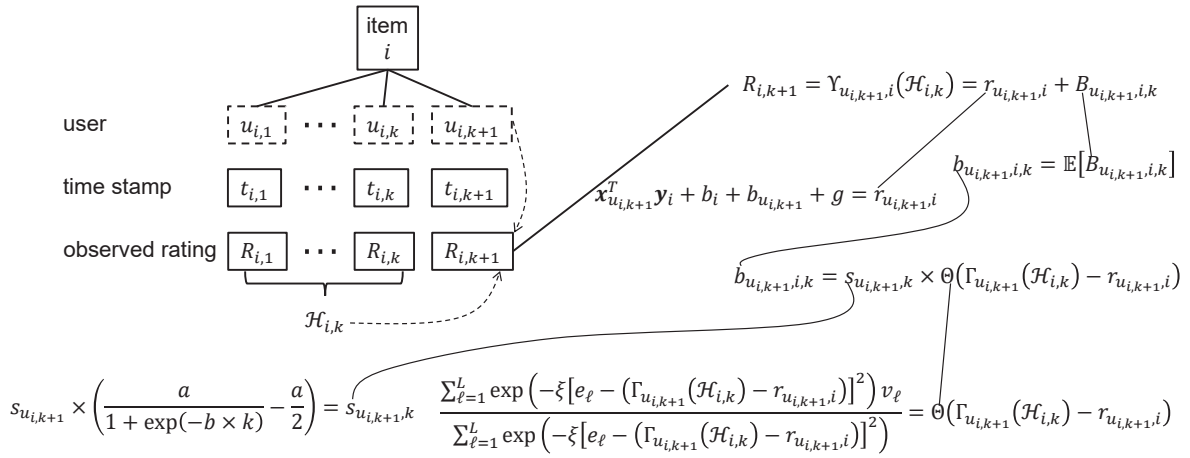 item
i
user u_{i,1} ⋯ u_{i,k} u_{i,k+1}
time stamp t_{i,1} ⋯ t_{i,k} t_{i,k+1}
observed rating R_{i,1} ⋯ R_{i,k} R_{i,k+1}
ℋ_{i,k}
R_{i,k+1} = Υ_{u_{i,k+1},i}(ℋ_{i,k}) = r_{u_{i,k+1},i} + B_{u_{i,k+1},i,k}
b_{u_{i,k+1},i,k} = 𝔼[B_{u_{i,k+1},i,k}]
𝒙^T_{u_{i,k+1}} 𝒚_i + b_i + b_{u_{i,k+1}} + g = r_{u_{i,k+1},i}
b_{u_{i,k+1},i,k} = s_{u_{i,k+1},k} × Θ(Γ_{u_{i,k+1}}(ℋ_{i,k}) − r_{u_{i,k+1},i})
s_{u_{i,k+1}} × (\frac{a}{1 + exp(−b × k)} − \frac{a}{2}) = s_{u_{i,k+1},k}
\frac{∑_{ℓ=1}^{L} exp(−ξ[e_ℓ − (Γ_{u_{i,k+1}}(ℋ_{i,k}) − r_{u_{i,k+1},i})]^2) v_ℓ}{∑_{ℓ=1}^{L} exp(−ξ[e_ℓ − (Γ_{u_{i,k+1}}(ℋ_{i,k}) − r_{u_{i,k+1},i})]^2)} = Θ(Γ_{u_{i,k+1}}(ℋ_{i,k}) − r_{u_{i,k+1},i})